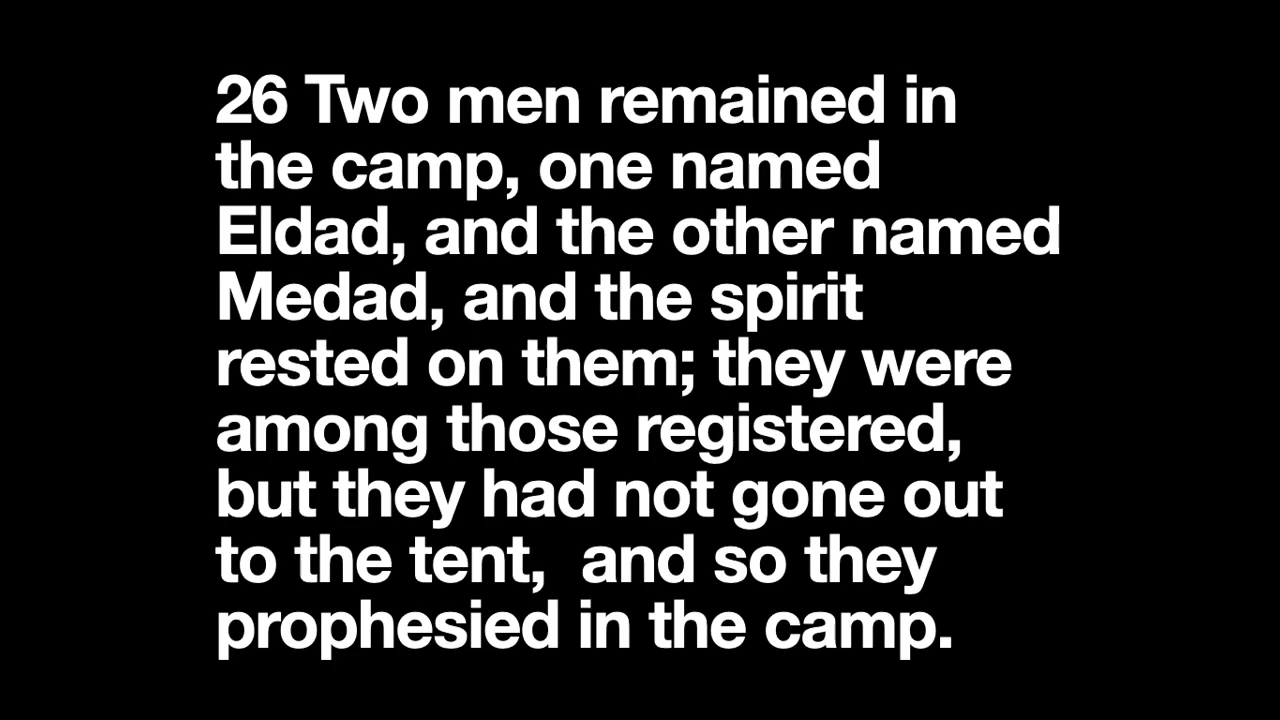 26 Two men remained in
the camp, one named
Eldad, and the other named
Medad, and the spirit
rested on them; they were
among those registered,
but they had not gone out
to the tent,  and so they
prophesied in the camp.